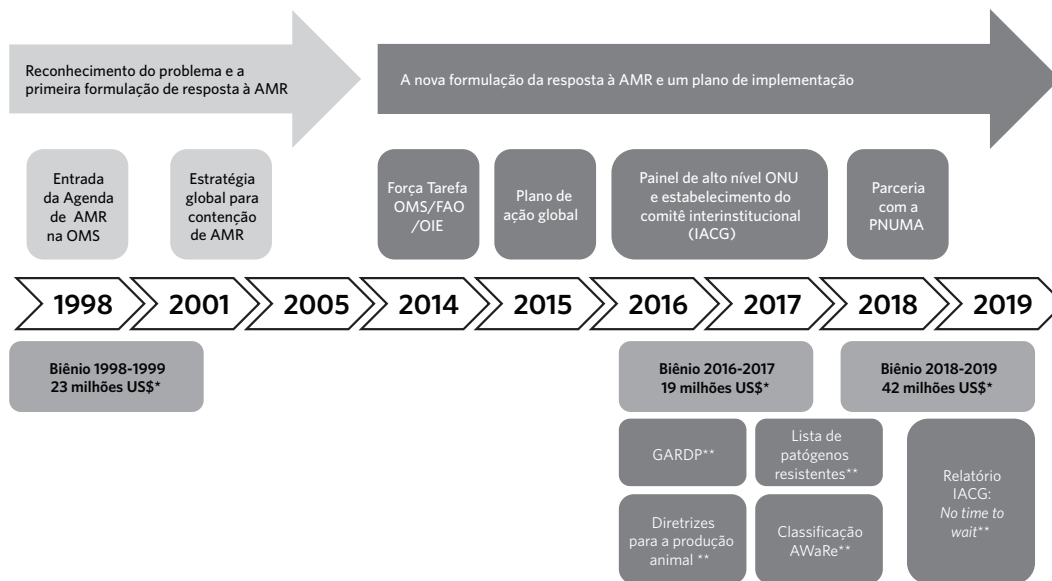 Reconhecimento do problema e a
primeira formulação de resposta à AMR
A nova formulação da resposta à AMR e um plano de implementação
Entrada
da Agenda
de AMR
na OMS
Estratégia
global para
contenção
de AMR
Força Tarefa
OMS/FAO
/OIE
Plano de
ação global
Painel de alto nível ONU
e estabelecimento do
comitê interinstitucional
(IACG)
Parceria
com a
PNUMA
1998
2001
2005
2014
2015
2016
2017
2018
2019
Biênio 1998-1999
23 milhões US$*
Biênio 2016-2017
19 milhões US$*
Biênio 2018-2019
42 milhões US$*
GARDP**
Lista de
patógenos
resistentes**
Diretrizes
para a produção
animal **
Classificação
AWaRe**
Relatório
IACG:
No time to
wait**